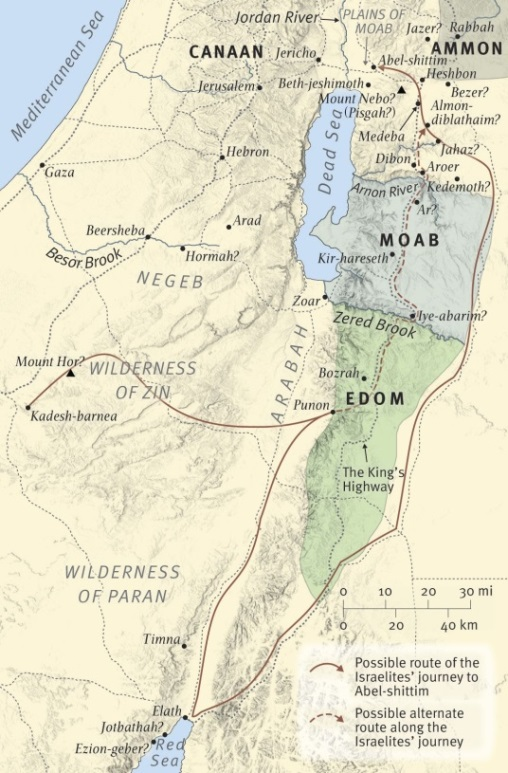 Mediterranean Sea
CANAAN
Jordan River
PLAINS OF
MOAB
Jazer?
Rabbah
AMMON
Jericho
Abel-shittim
Heshbon
Jerusalem
Beth-jeshimoth
Bezer?
Mount Nebo?
(Pisgah?)
Almon-
diblathaim?
Medeba
Dead Sea
Jahaz?
Hebron
Dibon
Aroer
Gaza
Arnon River
Kedemoth?
Ar?
Arad
Beersheba
MOAB
Besor Brook
Hormah?
Kir-hareseth
NEGEB
Zoar
Zered Brook
Iye-abarim?
ARABAH
Mount Hor?
WILDERNESS
OF ZIN
Bozrah
EDOM
Kadesh-barnea
Punon
The King's
Highway
WILDERNESS
OF PARAN
0 10 20 30 mi
0 20 40 km
Timna
Possible route of the
Israelites' journey to
Abel-shittim
Elath
Possible alternate
route along the
Israelites' journey
Jotbathah?
Ezion-geber?
Red
Sea